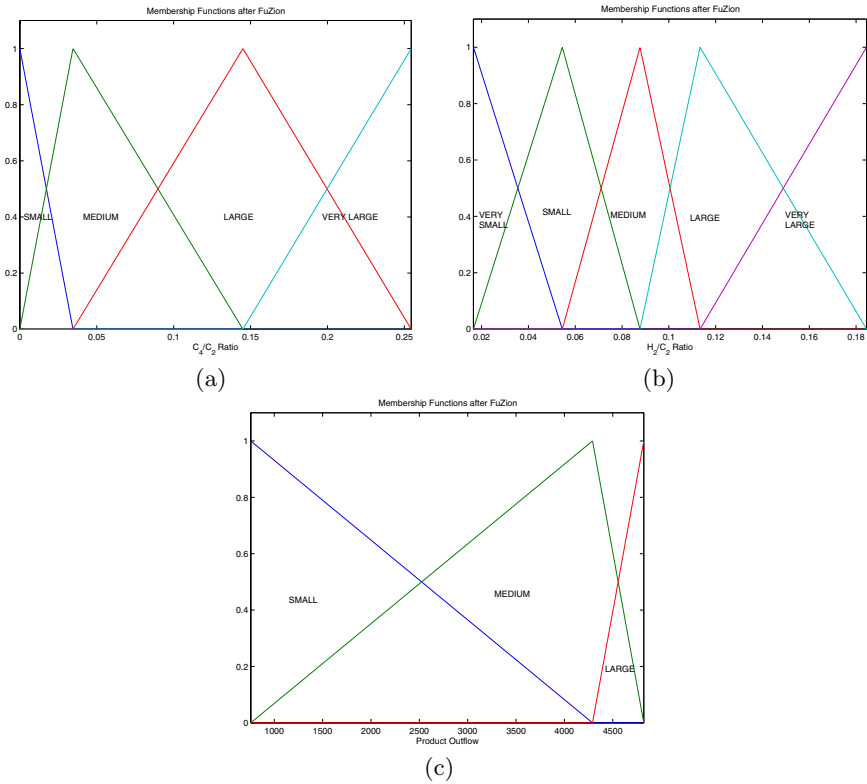 Membership Functions after FuZion
1
0.8
0.6
0.4
0.2
0
SMALL
MEDIUM
LARGE
VERY LARGE
0 0.05 0.1 0.15 0.2 0.25
C4/C2 Ratio
(a)
Membership Functions after FuZion
1
0.8
0.6
0.4
0.2
0
VERY
SMALL
SMALL
MEDIUM
LARGE
VERY
LARGE
0.02 0.04 0.06 0.08 0.1 0.12 0.14 0.16 0.18
H2/C2 Ratio
(b)
Membership Functions after FuZion
1
0.8
0.6
0.4
0.2
0
SMALL
MEDIUM
LARGE
1000 1500 2000 2500 3000 3500 4000 4500
Product Outflow
(c)